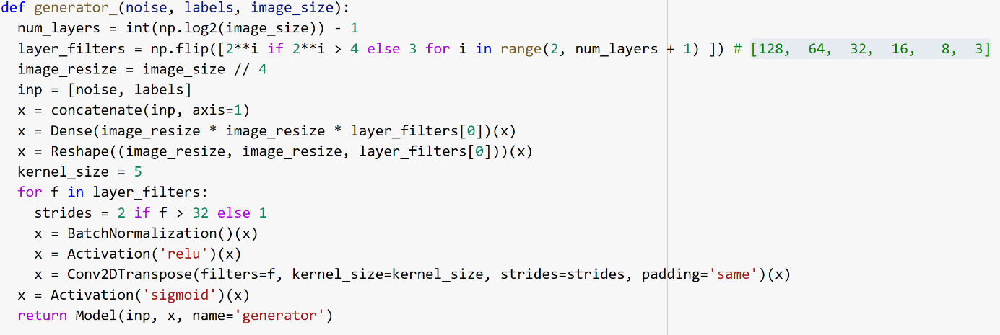 def generator_(noise, labels, image_size):
  num_layers = int(np.log2(image_size)) - 1
  layer_filters = np.flip([2**i if 2**i > 4 else 3 for i in range(2, num_layers + 1) ]) # [128,  64,  32,  16,   8,  3]
  image_resize = image_size // 4
  inp = [noise, labels]
  x = concatenate(inp, axis=1)
  x = Dense(image_resize * image_resize * layer_filters[0])(x)
  x = Reshape((image_resize, image_resize, layer_filters[0]))(x)
  kernel_size = 5
  for f in layer_filters:
    strides = 2 if f > 32 else 1
    x = BatchNormalization()(x)
    x = Activation('relu')(x)
    x = Conv2DTranspose(filters=f, kernel_size=kernel_size, strides=strides, padding='same')(x)
  x = Activation('sigmoid')(x)
  return Model(inp, x, name='generator')